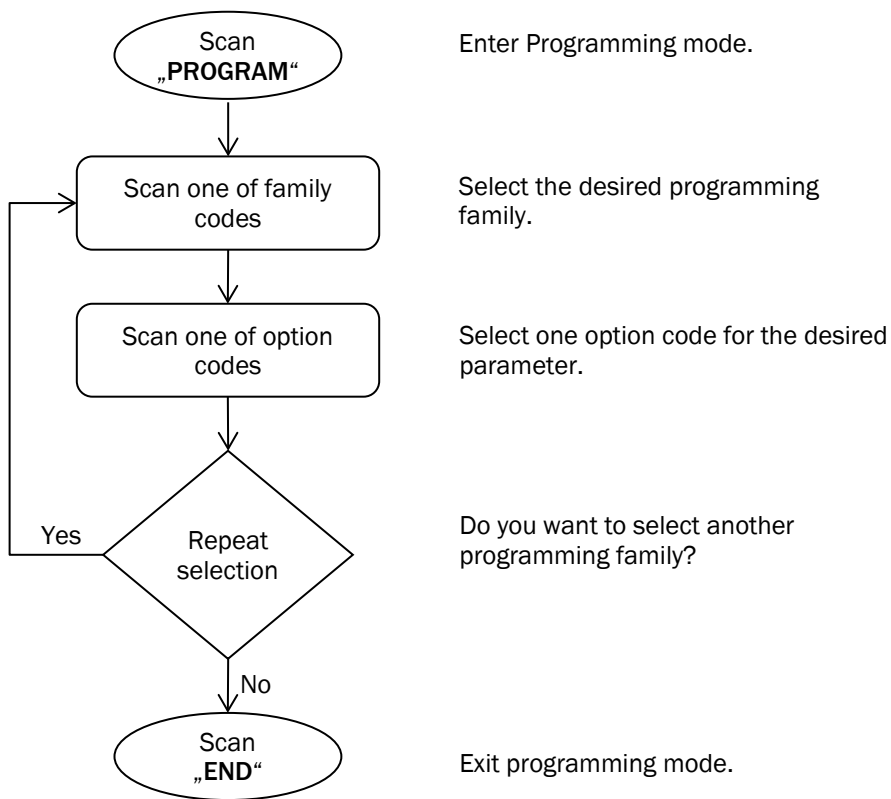 Scan
„PROGRAM“
Enter Programming mode.
Scan one of family
codes
Select the desired programming
family.
Scan one of option
codes
Select one option code for the desired
parameter.
Yes
Repeat
selection
Do you want to select another
programming family?
No
Scan
„END“
Exit programming mode.